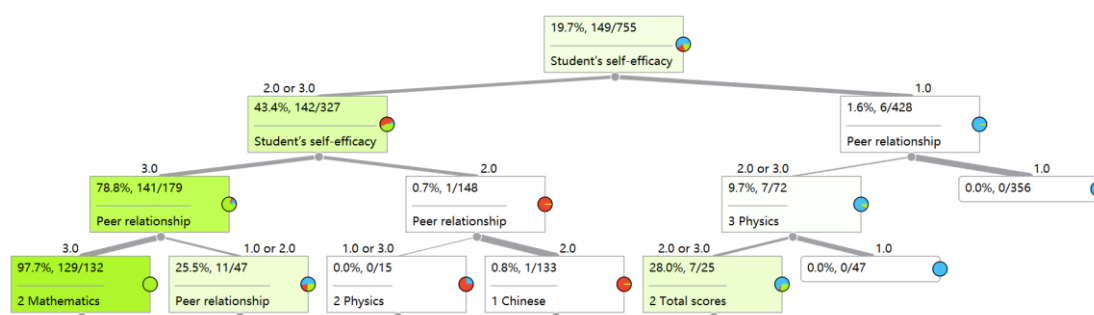 19.7%, 149/755
Student's self-efficacy
2.0 or 3.0
1.0
43.4%, 142/327
Student's self-efficacy
1.6%, 6/428
Peer relationship
3.0
2.0
2.0 or 3.0
1.0
78.8%, 141/179
Peer relationship
0.7%, 1/148
Peer relationship
9.7%, 7/72
3 Physics
0.0%, 0/356
3.0
1.0 or 2.0
1.0 or 3.0
2.0
2.0 or 3.0
1.0
97.7%, 129/132
2 Mathematics
25.5%, 11/47
Peer relationship
0.0%, 0/15
2 Physics
0.8%, 1/133
1 Chinese
28.0%, 7/25
2 Total scores
0.0%, 0/47